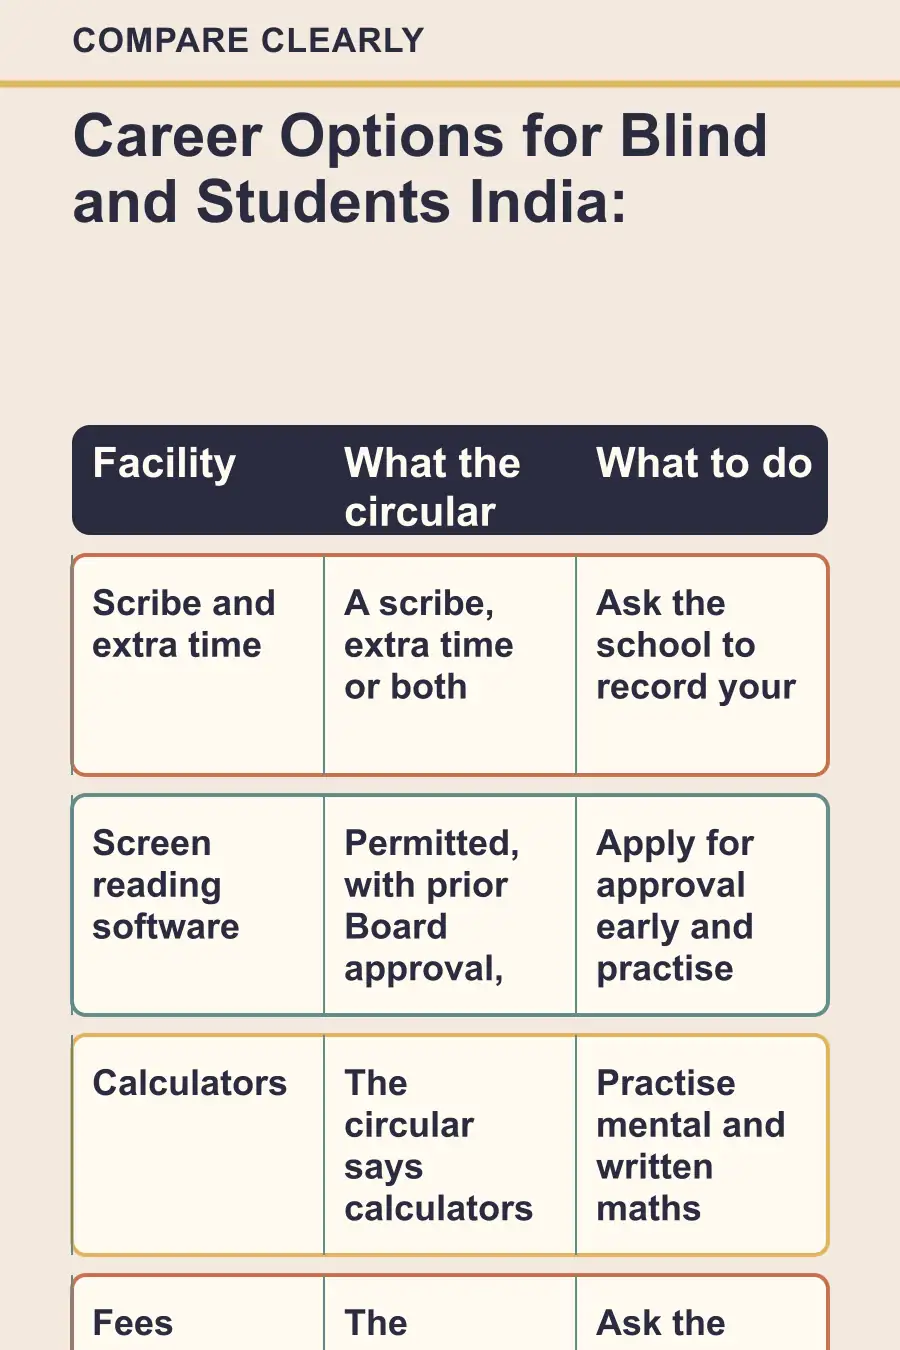 COMPARE CLEARLY
Career Options for Blind
and Students India:
Facility
What the
circular
What to do
Scribe and
extra time
A scribe,
extra time
or both
Ask the
school to
record your
Screen
reading
software
Permitted,
with prior
Board
approval,
Apply for
approval
early and
practise
Calculators
The
circular
says
calculators
Practise
mental and
written
maths
Fees
The
Ask the